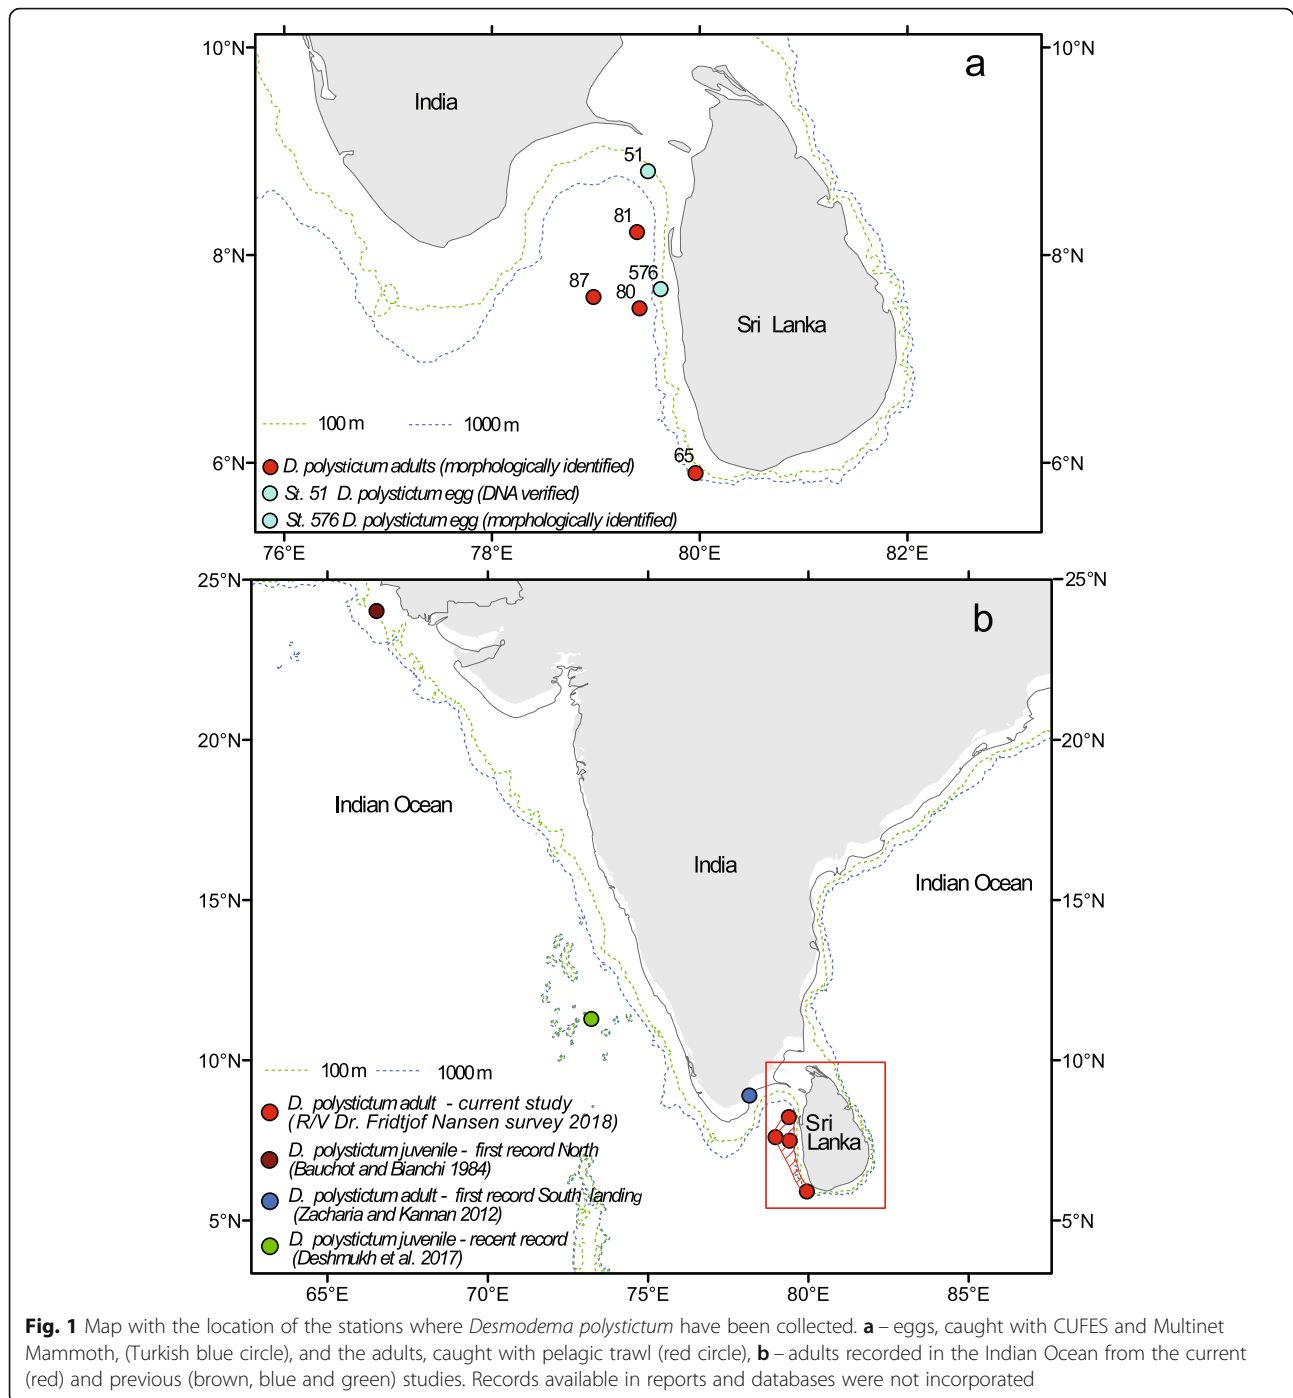 10°N
10°N
a
India
51
81
8°N
8°N
576
87
80
Sri Lanka
100 m
1000 m
65
6°N
6°N
D. polystictum adults (morphologically identified)
St. 51 D. polystictum egg (DNA verified)
St. 576 D. polystictum egg (morphologically identified)
76°E
78°E
80°E
82°E
25°N
25°N
b
20°N
20°N
Indian Ocean
India
Indian Ocean
15°N
15°N
10°N
10°N
100 m
1000 m
D. polystictum adult - current study
(R/V Dr. Fridtjof Nansen survey 2018)
Sri
Lanka
D. polystictum juvenile - first record North
(Bauchot and Bianchi 1984)
D. polystictum adult - first record South landing
(Zacharia and Kannan 2012)
5°N
5°N
D. polystictum juvenile - recent record
(Deshmukh et al. 2017)
65°E
70°E
75°E
80°E
85°E
Fig. 1 Map with the location of the stations where Desmodema polystictum have been collected. a – eggs, caught with CUFES and Multinet
Mammoth, (Turkish blue circle), and the adults, caught with pelagic trawl (red circle), b – adults recorded in the Indian Ocean from the current
(red) and previous (brown, blue and green) studies. Records available in reports and databases were not incorporated